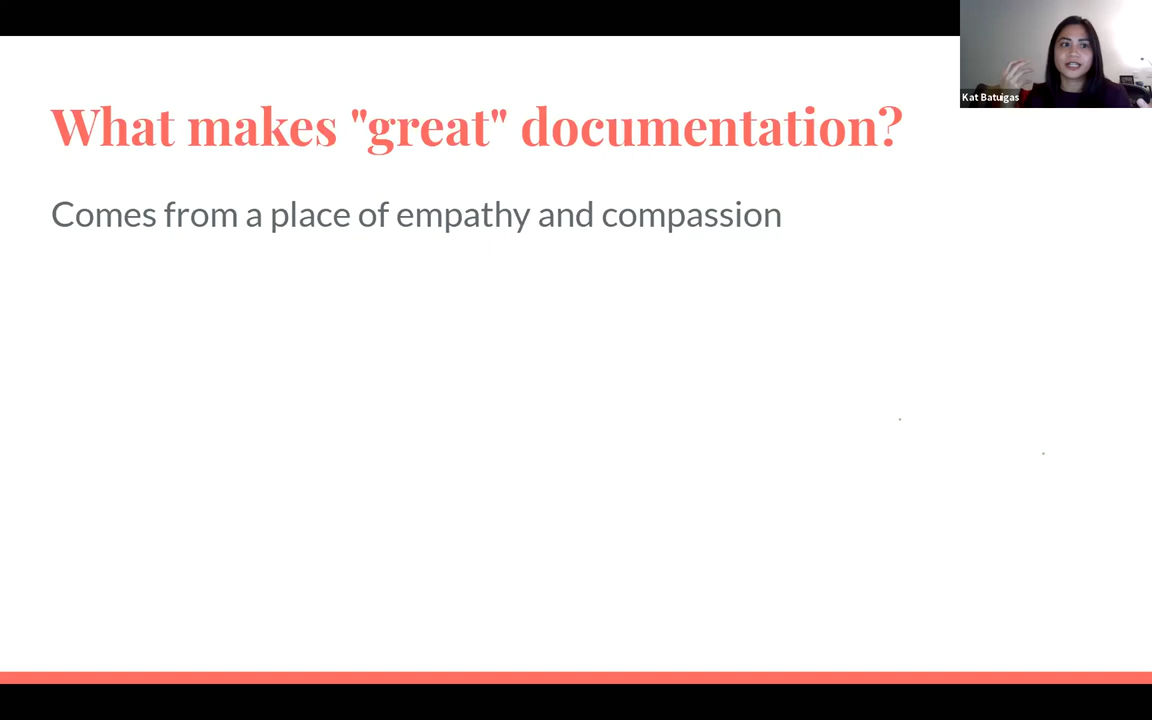 What makes "great" documentation?
Comes from a place of empathy and compassion
Kat Batuigas